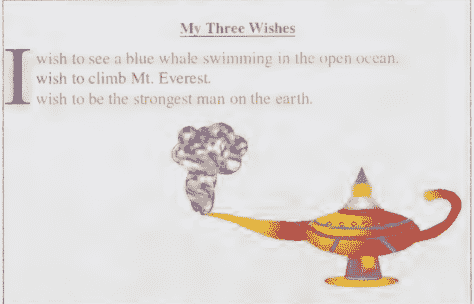 My Three Wishes
I wish to see a blue whale swimming in the open ocean.
wish to climb Mt. Everest.
wish to be the strongest man on the earth.